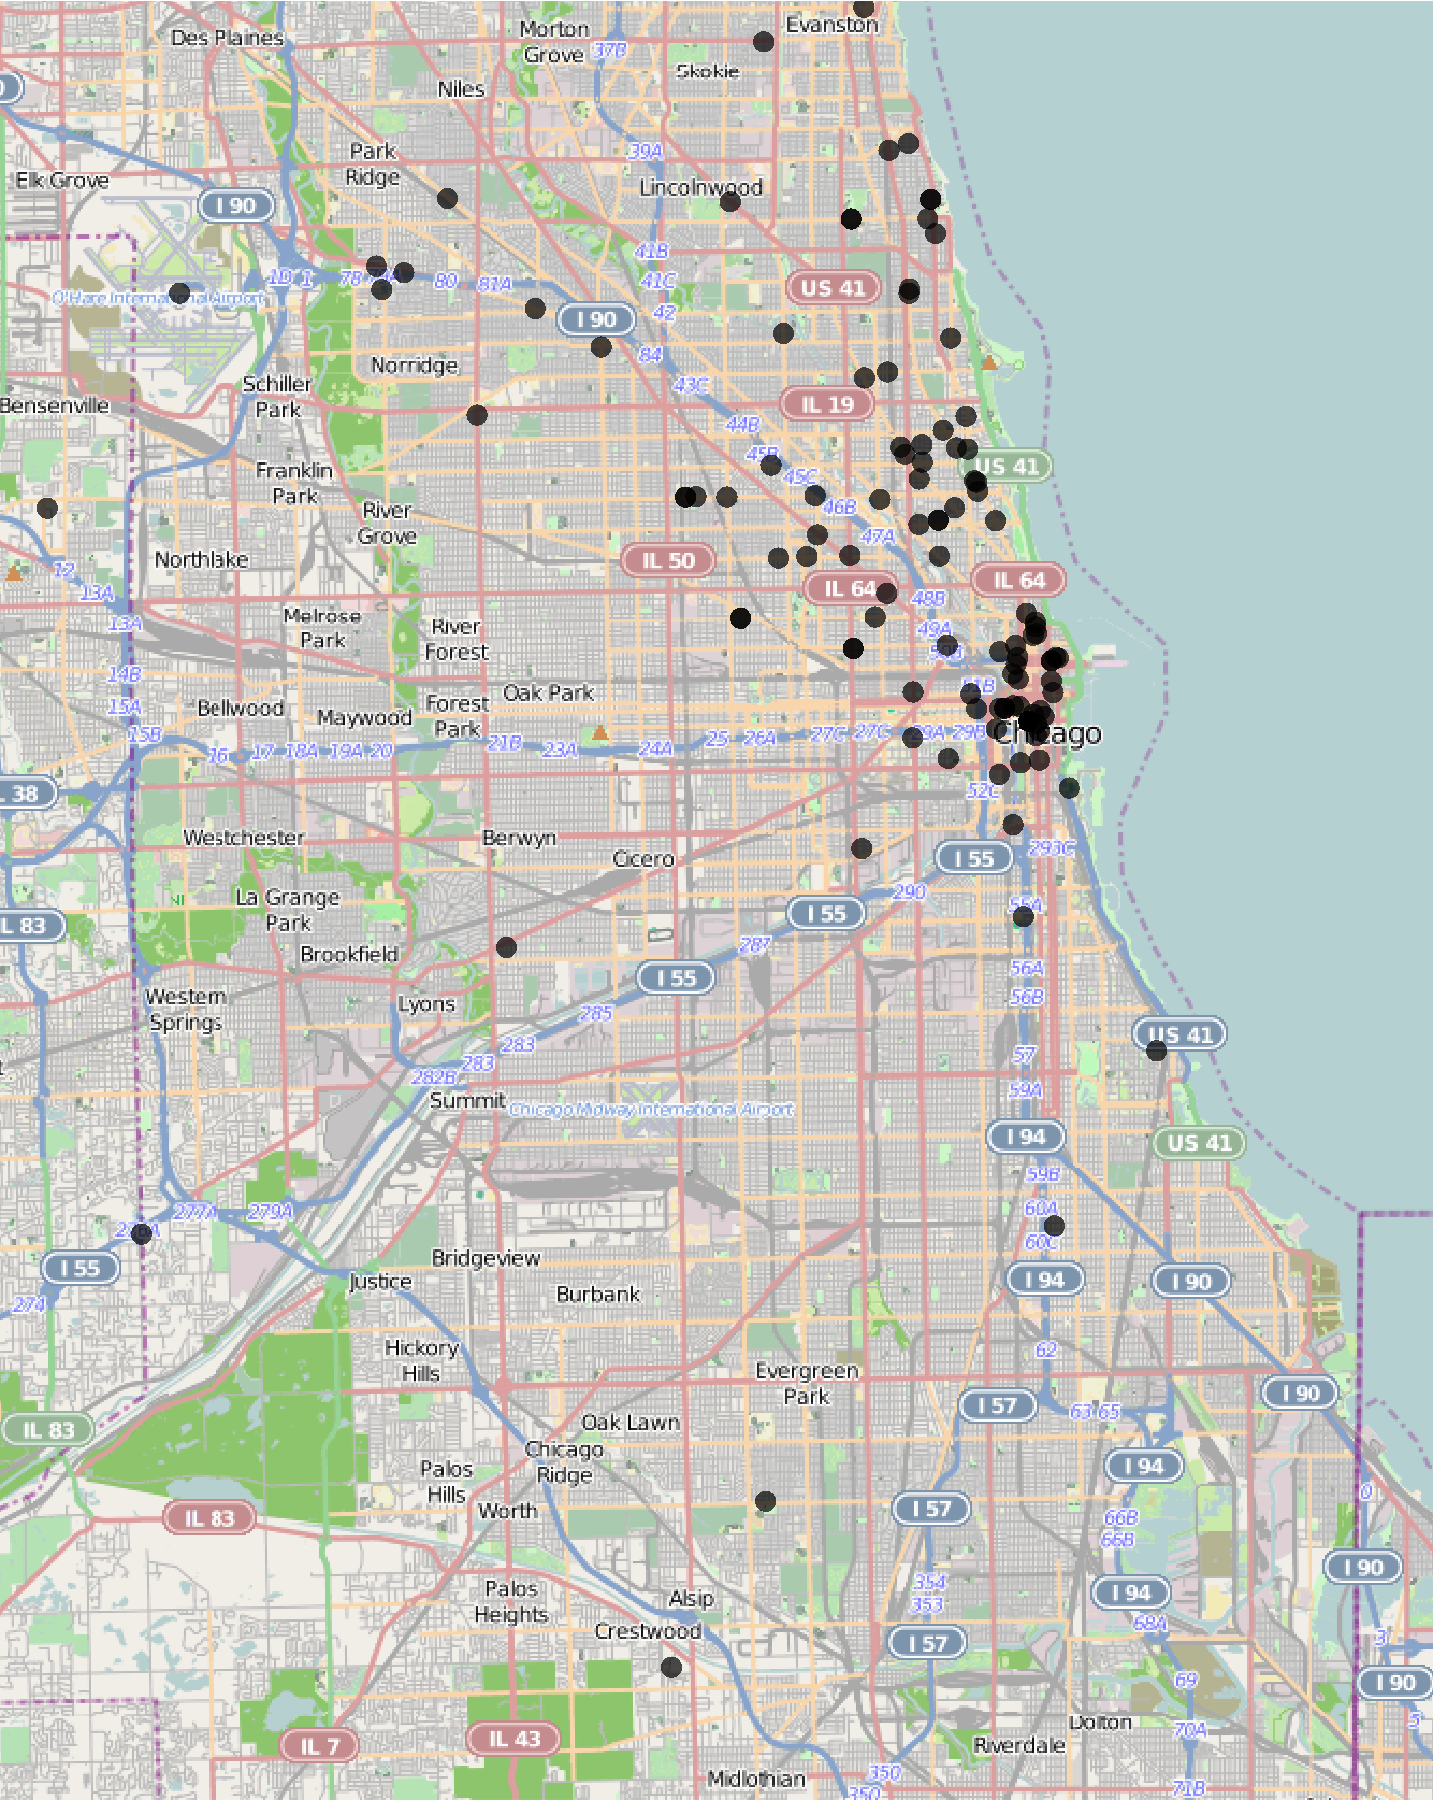 Des Plaines
Morton
Grove
37B
Evanston
Skokie
Niles
39A
Park
Ridge
Elk Grove
Lincolnwood
I 90
41B
1D
1
80
81A
41C
US 41
O'Hare International Airport
42
I 90
84
Norridge
43C
Schiller
Park
Bensenville
IL 19
44B
45B
US 41
Franklin
Park
45C
46B
River
Grove
47A
Northlake
IL 50
12
IL 64
IL 64
13A
48B
13A
Melrose
Park
River
Forest
49A
14B
51B
Oak Park
15A
Bellwood
Maywood
Forest
Park
15B
16
17
18A
19A
20
21B
23A
24A
25
26A
27C
27C
29A
29B
Chicago
L 38
52C
Westchester
Berwyn
293C
Cicero
I 55
290
La Grange
Park
55A
I 55
L 83
287
Brookfield
56A
I 55
Western
Springs
Lyons
56B
285
US 41
283
57
283
282B
59A
Summit
Chicago Midway International Airport
I 94
US 41
59B
277A
279A
60A
60C
Bridgeview
I 55
Justice
I 94
I 90
Burbank
274
Hickory
Hills
62
Evergreen
Park
I 90
I 57
63
65
IL 83
Oak Lawn
Chicago
Ridge
I 94
Palos
Hills
0
Worth
I 57
IL 83
66B
66B
I 90
354
Palos
Heights
I 94
Alsip
353
68A
Crestwood
I 57
3
69
I 90
Dolton
5
70A
IL 43
IL 7
Riverdale
350
Midlothian
350
71B